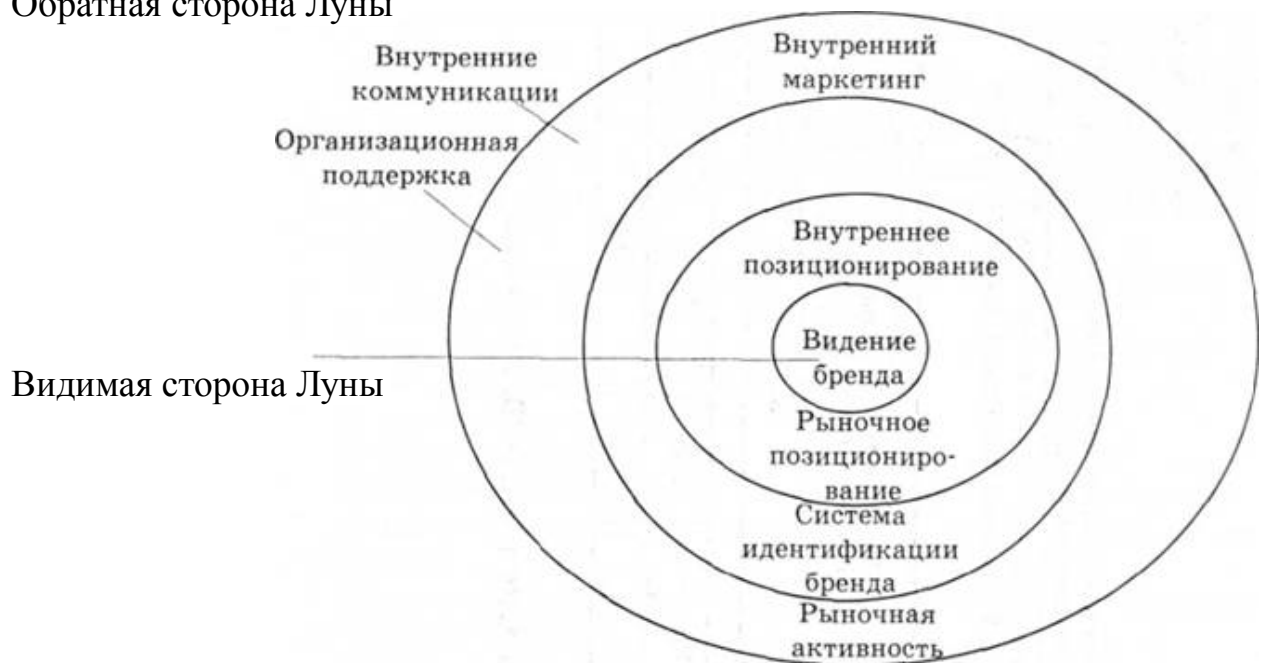 Обратная сторона Луны
Внутренние
коммуникации
Внутренний
маркетинг
Организационная
поддержка
Внутреннее
позиционирование
Видение
бренда
Видимая сторона Луны
Рыночное
позициониро-
вание
Система
идентификации
бренда
Рыночная
активность